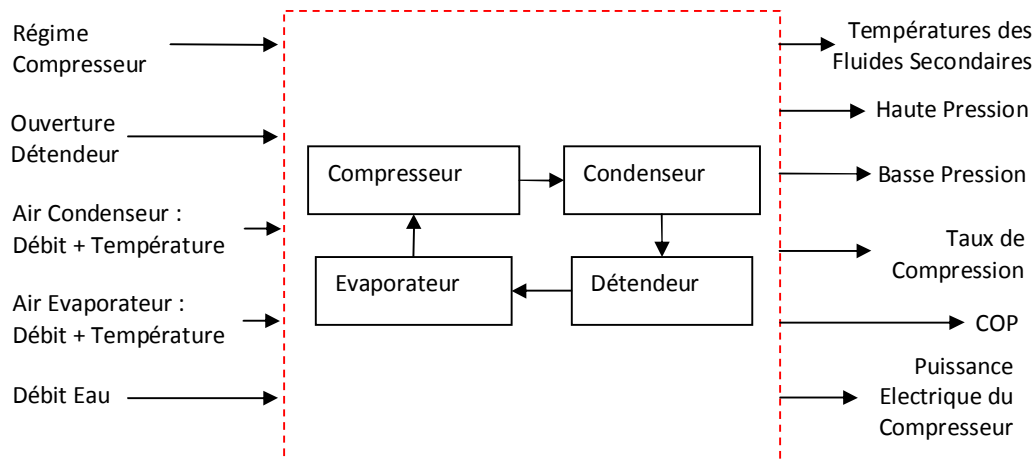 Régime
Compresseur
Ouverture
Détendeur
Air Condenseur :
Débit + Température
Air Evaporateur :
Débit + Température
Débit Eau
Compresseur
Condenseur
Evaporateur
Détendeur
Températures des
Fluides Secondaires
Haute Pression
Basse Pression
Taux de
Compression
COP
Puissance
Electrique du
Compresseur